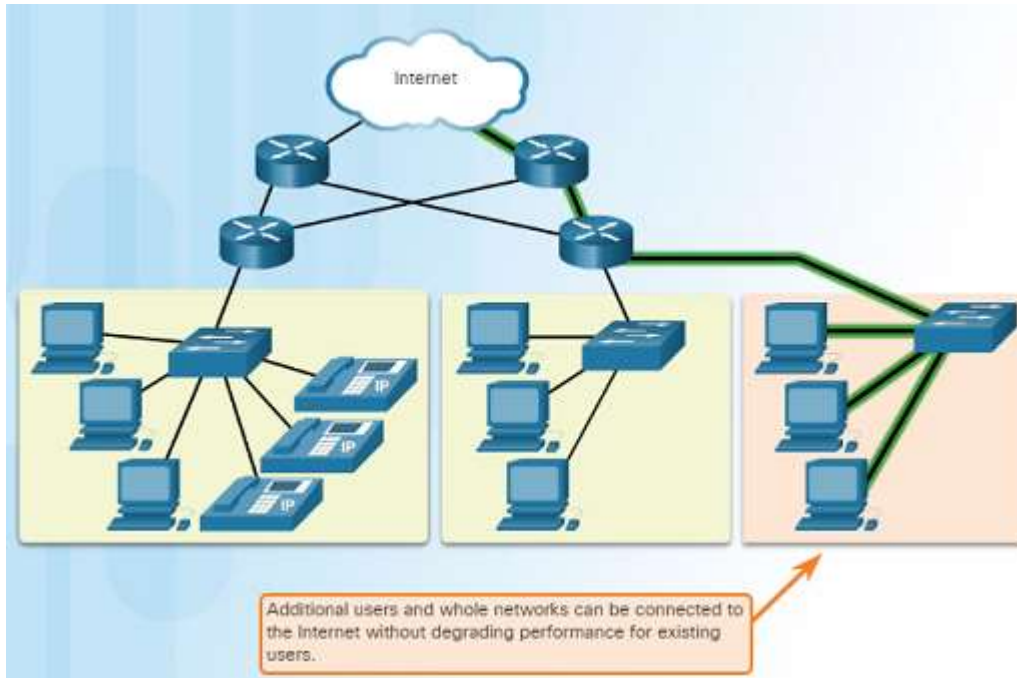 Internet
IP
IP
IP
Additional users and whole networks can be connected to
the Internet without degrading performance for existing
users.